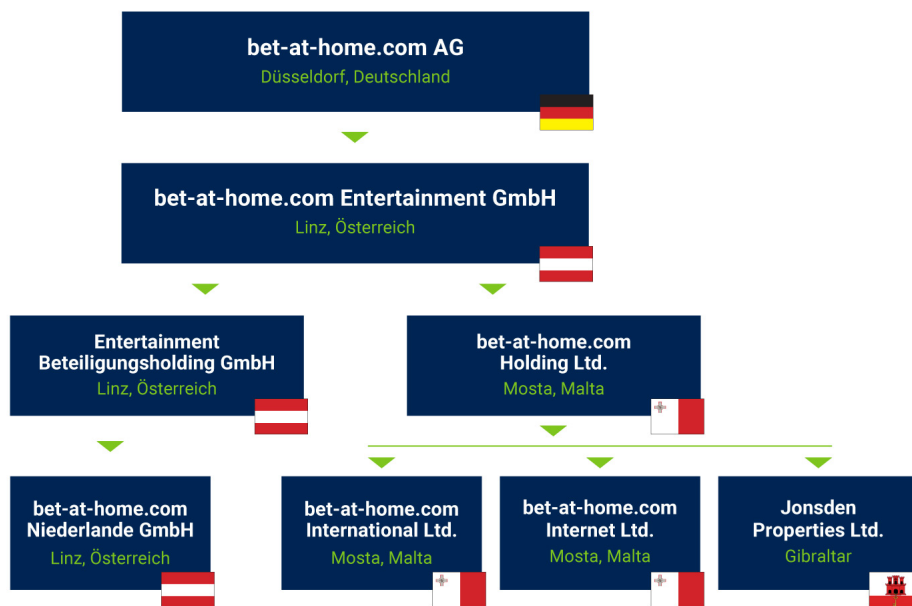 bet-at-home.com AG
Düsseldorf, Deutschland
bet-at-home.com Entertainment GmbH
Linz, Österreich
Entertainment
Beteiligungsholding GmbH
Linz, Österreich
bet-at-home.com
Holding Ltd.
Mosta, Malta
bet-at-home.com
Niederlande GmbH
Linz, Österreich
bet-at-home.com
International Ltd.
Mosta, Malta
bet-at-home.com
Internet Ltd.
Mosta, Malta
Jonsden
Properties Ltd.
Gibraltar